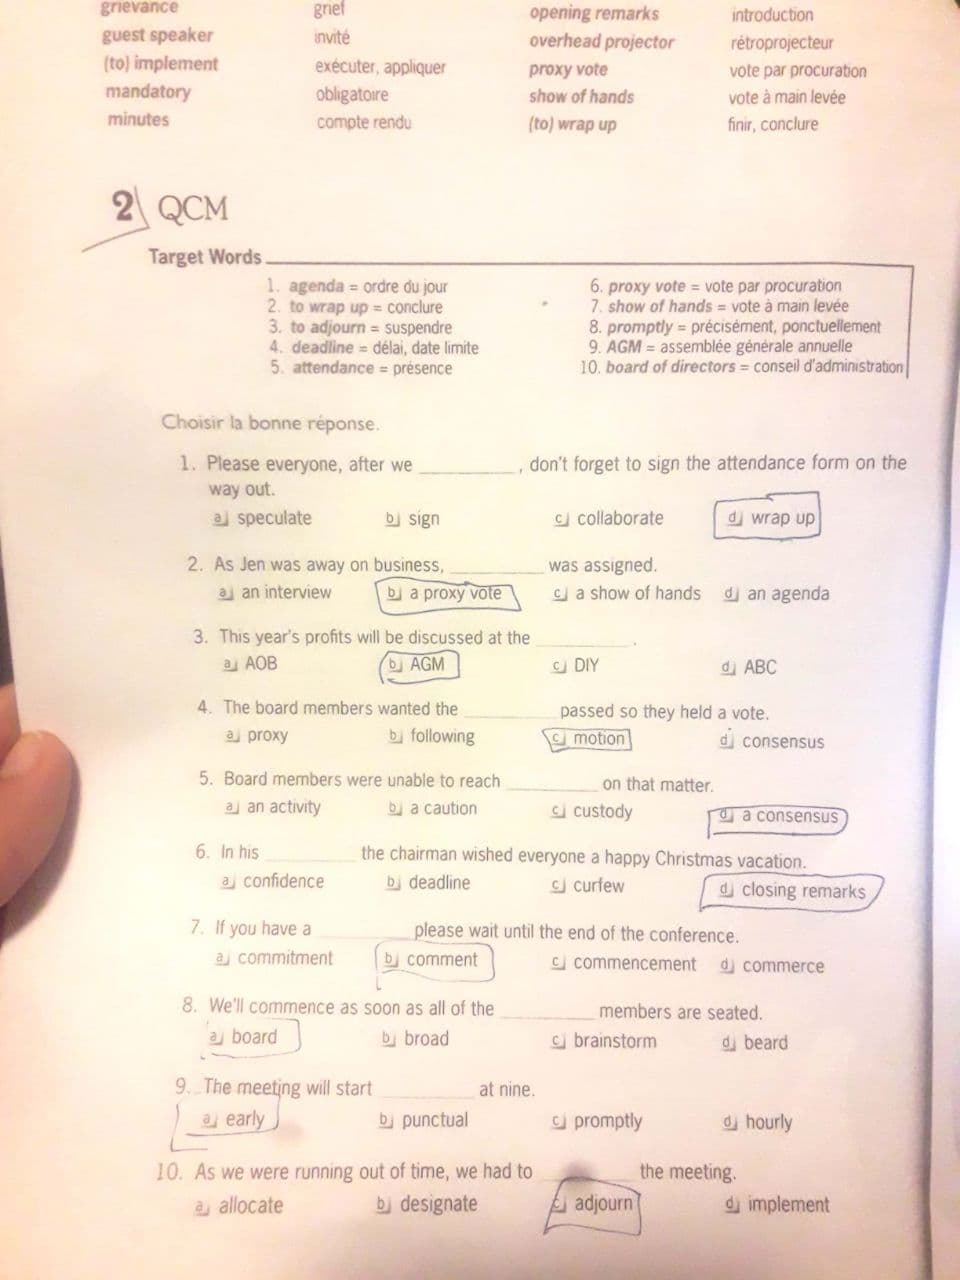 grievance grief opening remarks introduction
guest speaker invité overhead projector rétroprojecteur
(to) implement exécuter, appliquer proxy vote vote par procuration
mandatory obligatoire show of hands vote à main levée
minutes compte rendu (to) wrap up finir, conclure
2 QCM
Target Words
1. agenda = ordre du jour
2. to wrap up = conclure
3. to adjourn = suspendre
4. deadline = délai, date limite
5. attendance = présence
6. proxy vote = vote par procuration
7. show of hands = vote à main levée
8. promptly = précisément, ponctuellement
9. AGM = assemblée générale annuelle
10. board of directors = conseil d'administration
Choisir la bonne réponse.
1. Please everyone, after we __________, don't forget to sign the attendance form on the
way out.
a] speculate b] sign c] collaborate d] wrap up
2. As Jen was away on business, __________ was assigned.
a] an interview b] a proxy vote c] a show of hands d] an agenda
3. This year's profits will be discussed at the __________.
a] AOB b] AGM c] DIY d] ABC
4. The board members wanted the __________ passed so they held a vote.
a] proxy b] following c] motion d] consensus
5. Board members were unable to reach __________ on that matter.
a] an activity b] a caution c] custody d] a consensus
6. In his __________ the chairman wished everyone a happy Christmas vacation.
a] confidence b] deadline c] curfew d] closing remarks
7. If you have a __________ please wait until the end of the conference.
a] commitment b] comment c] commencement d] commerce
8. We'll commence as soon as all of the __________ members are seated.
a] board b] broad c] brainstorm d] beard
9. The meeting will start __________ at nine.
a] early b] punctual c] promptly d] hourly
10. As we were running out of time, we had to __________ the meeting.
a] allocate b] designate c] adjourn d] implement